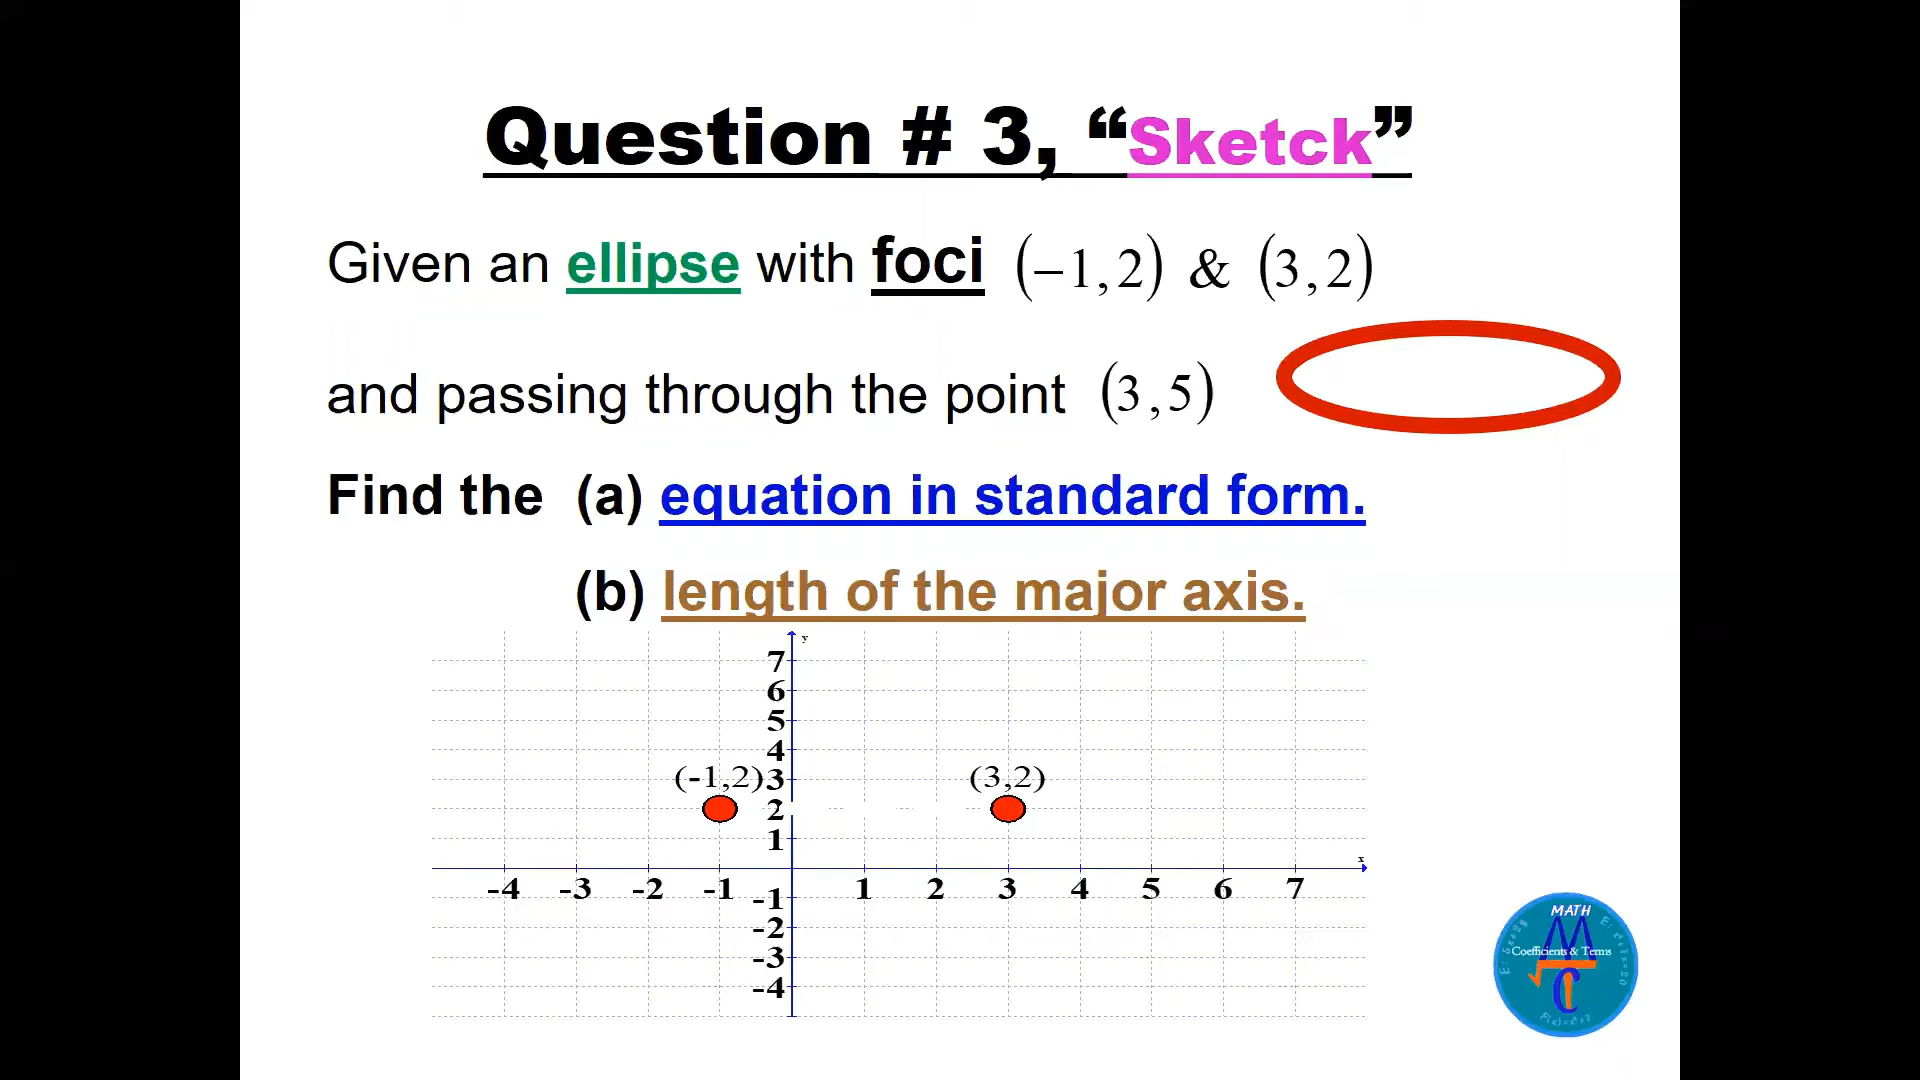 Question # 3, “Sketck”
Given an ellipse with foci (−1,2) & (3,2)
and passing through the point (3,5)
Find the (a) equation in standard form.
(b) length of the major axis.
y
7
6
5
4
(-1,2) 3 (3,2)
2
1
x
-4 -3 -2 -1 1 2 3 4 5 6 7
-1
-2
-3
-4
MATH
Coefficients & Terms